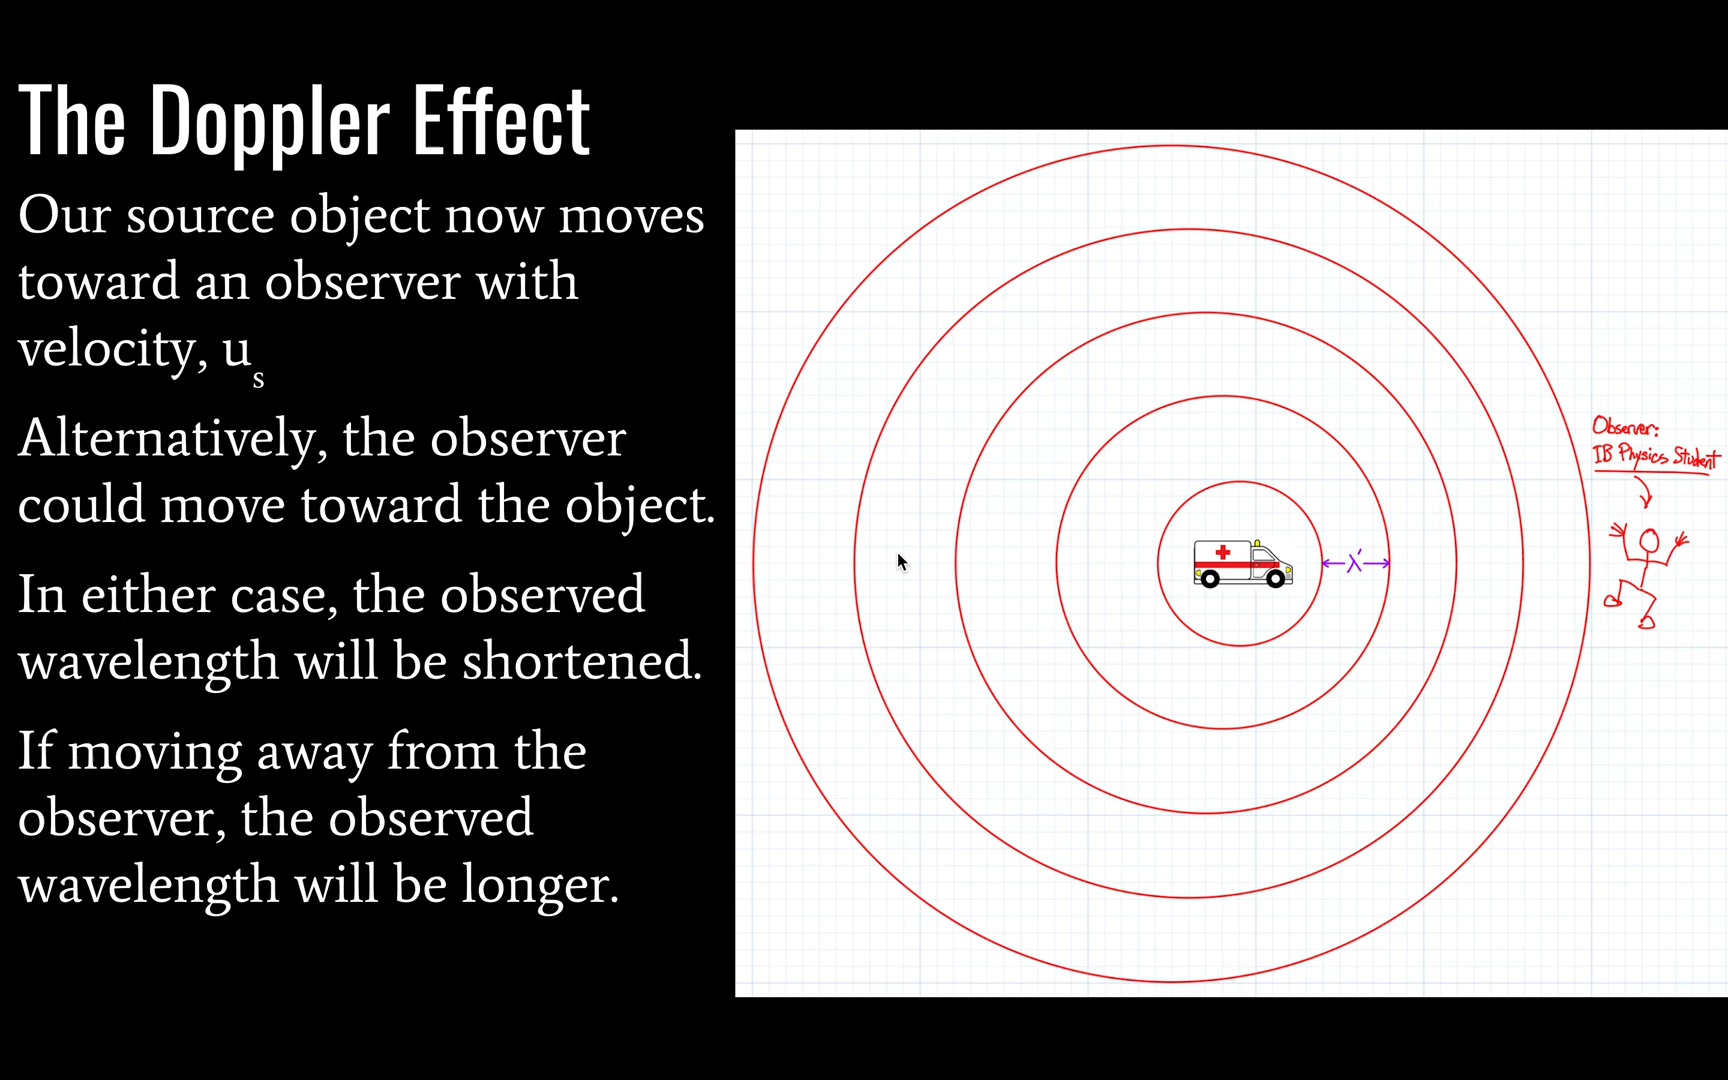 The Doppler Effect
Our source object now moves
toward an observer with
velocity, uₛ
Alternatively, the observer
could move toward the object.
In either case, the observed
wavelength will be shortened.
If moving away from the
observer, the observed
wavelength will be longer.
Observer:
IB Physics Student
λ'